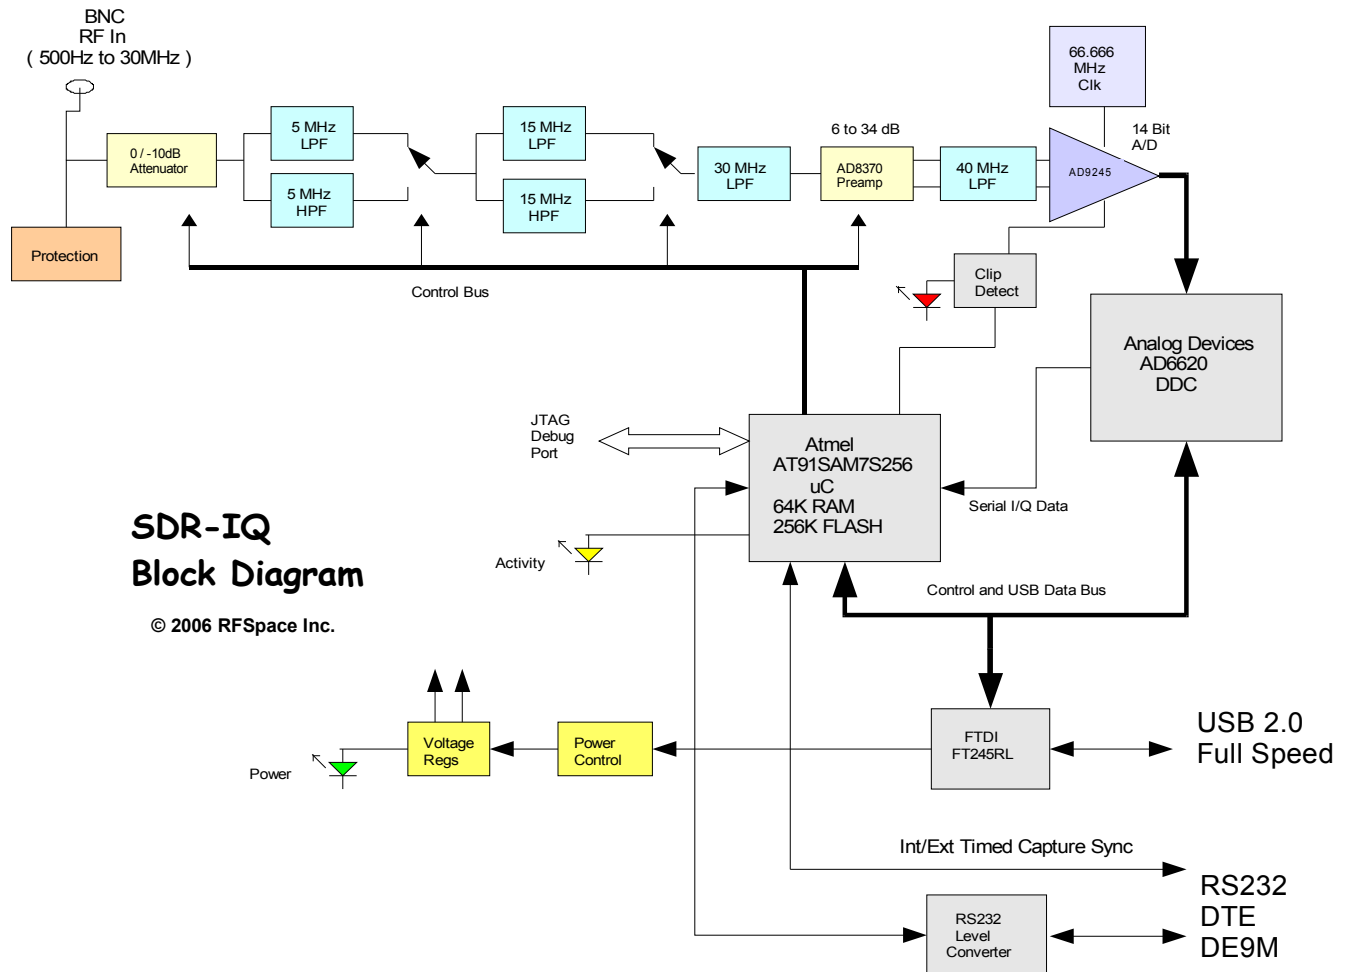 BNC
RF In
( 500Hz to 30MHz )
66.666
MHz
Clk
0 / -10dB
Attenuator
5 MHz
LPF
5 MHz
HPF
15 MHz
LPF
15 MHz
HPF
30 MHz
LPF
6 to 34 dB
AD8370
Preamp
40 MHz
LPF
14 Bit
A/D
AD9245
Protection
Control Bus
Clip
Detect
Analog Devices
AD6620
DDC
JTAG
Debug
Port
Atmel
AT91SAM7S256
uC
64K RAM
256K FLASH
Serial I/Q Data
SDR-IQ
Block Diagram
© 2006 RFSpace Inc.
Activity
Control and USB Data Bus
Voltage
Regs
Power
Control
Power
FTDI
FT245RL
USB 2.0
Full Speed
Int/Ext Timed Capture Sync
RS232
Level
Converter
RS232
DTE
DE9M